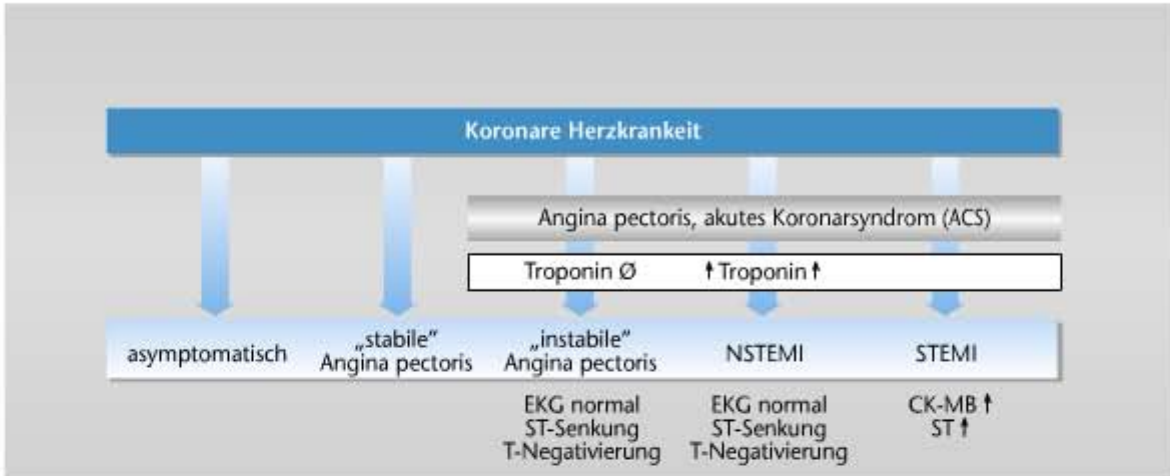 Koronare Herzkrankeit
Angina pectoris, akutes Koronarsyndrom (ACS)
Troponin Ø ↑ Troponin ↑
asymptomatisch
„stabile"
Angina pectoris
„instabile"
Angina pectoris
NSTEMI
STEMI
EKG normal
ST-Senkung
T-Negativierung
EKG normal
ST-Senkung
T-Negativierung
CK-MB ↑
ST ↑